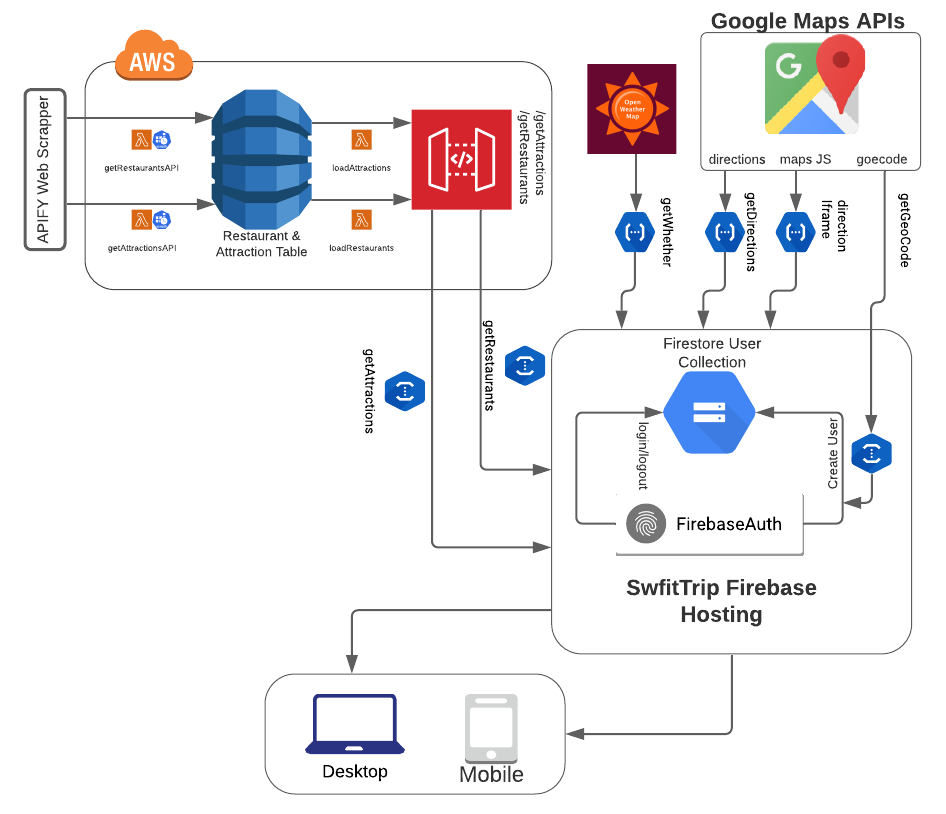 Google Maps APIs
AWS
G
Open
Weather
Map
APIFY Web Scrapper
getRestaurantsAPI
getAttractionsAPI
Restaurant &
Attraction Table
loadAttractions
loadRestaurants
/getAttractions
/getRestaurants
directions
maps JS
goecode
getWhether
getDirections
direction
Iframe
getGeoCode
getAttractions
getRestaurants
Firestore User
Collection
login/logout
Create User
FirebaseAuth
SwfitTrip Firebase
Hosting
Desktop
Mobile